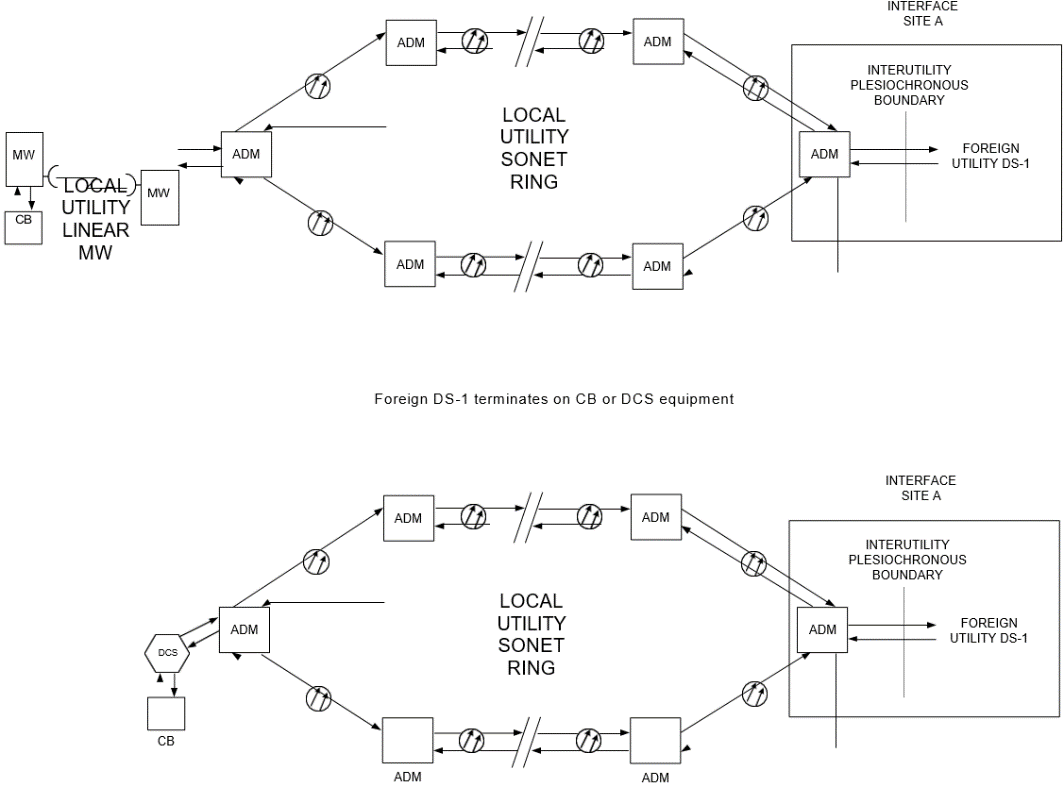 INTERFACE
SITE A
ADM
ADM
INTERUTILITY
PLESIOCHRONOUS
BOUNDARY
LOCAL
UTILITY
SONET
RING
MW
ADM
ADM
FOREIGN
UTILITY DS-1
MW
CB
LOCAL
UTILITY
LINEAR
MW
ADM
ADM
Foreign DS-1 terminates on CB or DCS equipment
INTERFACE
SITE A
ADM
ADM
INTERUTILITY
PLESIOCHRONOUS
BOUNDARY
LOCAL
UTILITY
SONET
RING
ADM
ADM
FOREIGN
UTILITY DS-1
DCS
CB
ADM
ADM